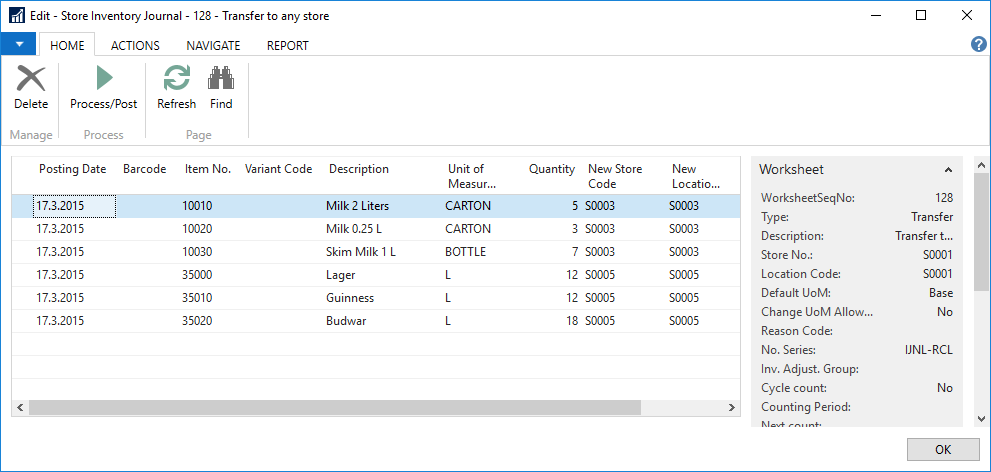 Edit - Store Inventory Journal - 128 - Transfer to any store
HOME ACTIONS NAVIGATE REPORT
Delete Process/Post Refresh Find
Manage Process Page
Posting Date Barcode Item No. Variant Code Description Unit of Measur... Quantity New Store Code New Locatio...
17.3.2015 10010 Milk 2 Liters CARTON 5 S0003 S0003
17.3.2015 10020 Milk 0.25 L CARTON 3 S0003 S0003
17.3.2015 10030 Skim Milk 1 L BOTTLE 7 S0003 S0003
17.3.2015 35000 Lager L 12 S0005 S0005
17.3.2015 35010 Guinness L 12 S0005 S0005
17.3.2015 35020 Budwar L 18 S0005 S0005
Worksheet
WorksheetSeqNo: 128
Type: Transfer
Description: Transfer t...
Store No.: S0001
Location Code: S0001
Default UoM: Base
Change UoM Allow... No
Reason Code:
No. Series: IJNL-RCL
Inv. Adjust. Group:
Cycle count: No
Counting Period:
Next count:
OK